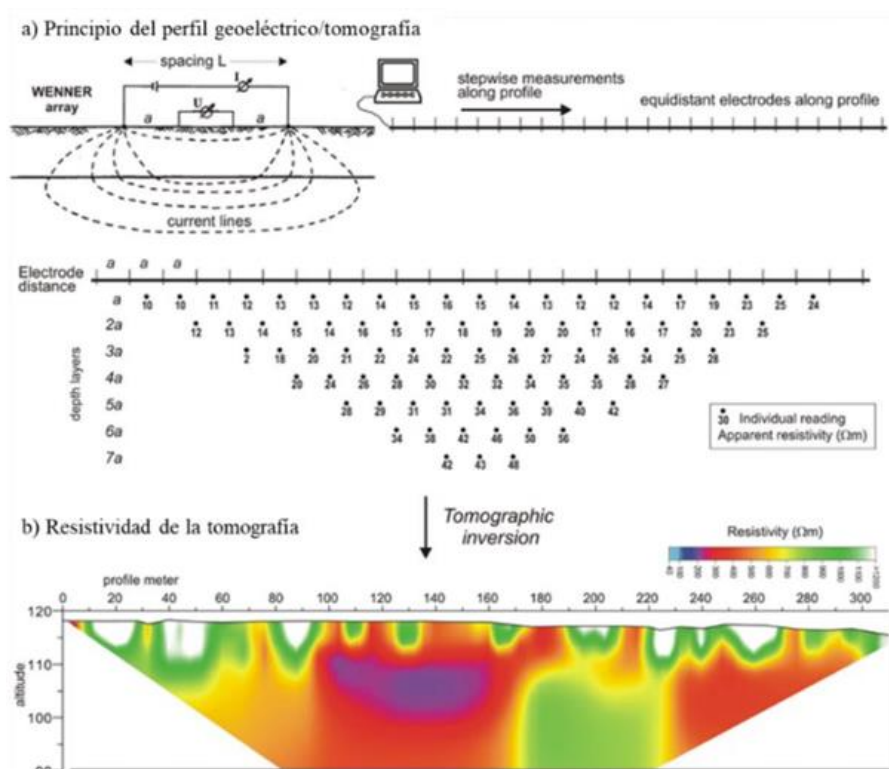 a) Principio del perfil geoeléctrico/tomografía
spacing L
I
WENNER array
U
a a
stepwise measurements
along profile
equidistant electrodes along profile
current lines
a a a
Electrode
distance
depth layers
a 10 10 11 12 13 13 12 14 15 16 15 14 13 12 12 14 17 19 23 25 24
2a 12 13 14 15 14 16 15 17 18 19 20 20 17 16 17 20 23 25
3a 2 18 20 21 22 24 22 25 26 27 24 26 24 25 28
4a 20 24 26 28 30 32 32 34 35 35 28 27
5a 28 29 31 31 34 36 39 40 42
6a 34 38 42 46 50 56
7a 42 43 48
30 Individual reading
Apparent resistivity (Ωm)
b) Resistividad de la tomografía
Tomographic
inversion
Resistivity (Ωm)
profile meter
0 20 40 60 80 100 120 140 160 180 200 220 240 260 280 300
altitude
120
110
100
90